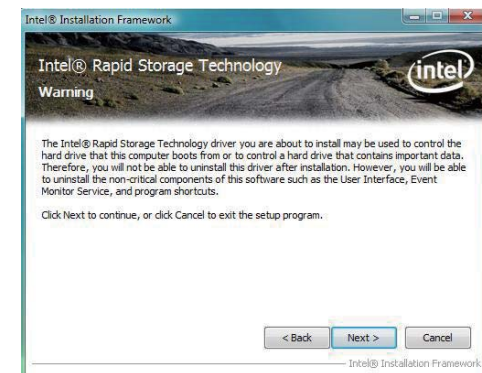 Intel® Installation Framework
Intel® Rapid Storage Technology
Warning
intel
The Intel® Rapid Storage Technology driver you are about to install may be used to control the
hard drive that this computer boots from or to control a hard drive that contains important data.
Therefore, you will not be able to uninstall this driver after installation. However, you will be able
to uninstall the non-critical components of this software such as the User Interface, Event
Monitor Service, and program shortcuts.
Click Next to continue, or click Cancel to exit the setup program.
< Back Next > Cancel
Intel® Installation Framework